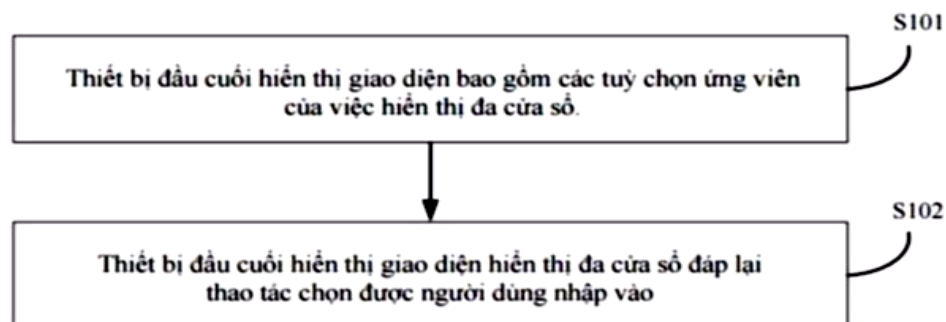 S101
Thiết bị đầu cuối hiển thị giao diện bao gồm các tuỳ chọn ứng viên
của việc hiển thị đa cửa sổ.
S102
Thiết bị đầu cuối hiển thị giao diện hiển thị đa cửa sổ đáp lại
thao tác chọn được người dùng nhập vào